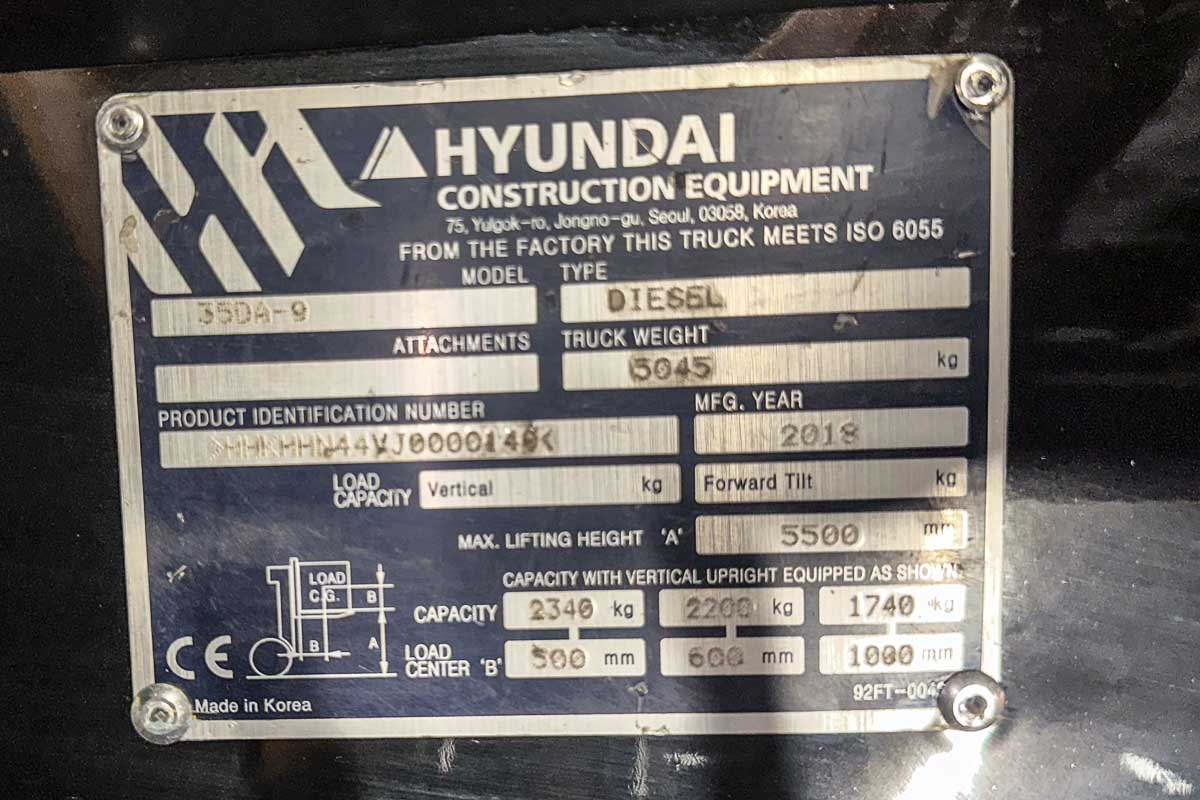 HYUNDAI
CONSTRUCTION EQUIPMENT
75, Yulgok-ro, Jongno-gu, Seoul, 03058, Korea
FROM THE FACTORY THIS TRUCK MEETS ISO 6055
MODEL TYPE
35DA-9 DIESEL
ATTACHMENTS TRUCK WEIGHT
5045 kg
PRODUCT IDENTIFICATION NUMBER MFG. YEAR
2018
LOAD CAPACITY Vertical kg Forward Tilt kg
MAX. LIFTING HEIGHT 'A' 5500 mm
CAPACITY WITH VERTICAL UPRIGHT EQUIPPED AS SHOWN.
LOAD
C.G.
B
B
A
CAPACITY 2340 kg 2200 kg 1740 kg
LOAD CENTER 'B' 500 mm 600 mm 1000 mm
CE
Made in Korea